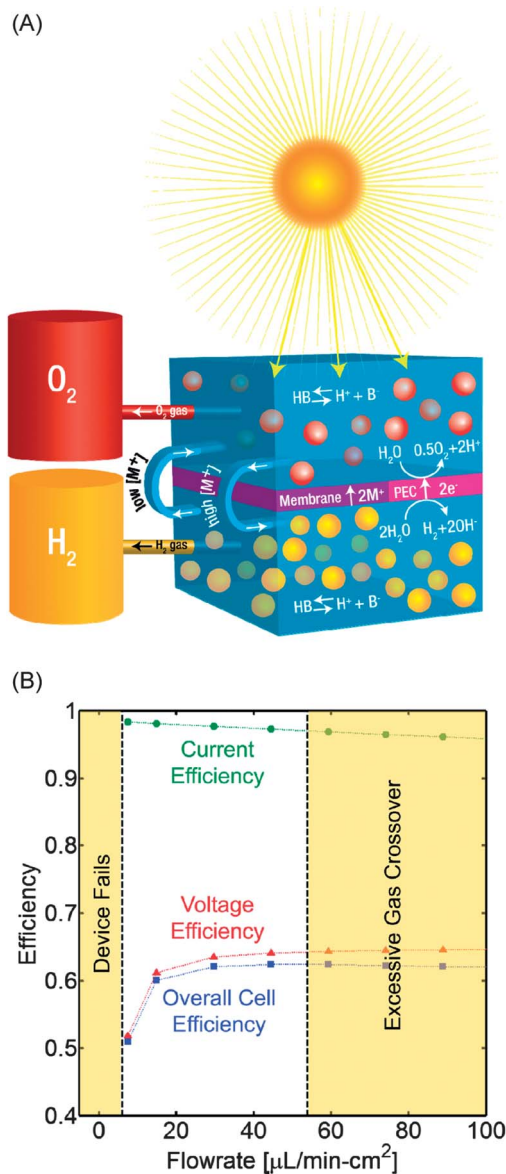 (A)
O₂
O₂ gas
H₂
H₂ gas
low [M+]
high [M+]
HB ⇌ H⁺ + B⁻
H₂O
0.5O₂+2H⁺
Membrane ↑ 2M⁺
PEC ↑ 2e⁻
2H₂O
H₂+2OH⁻
HB ⇌ H⁺ + B⁻
(B)
1
0.9
0.8
0.7
0.6
0.5
0.4
Efficiency
Device Fails
Current
Efficiency
Voltage
Efficiency
Overall Cell
Efficiency
Excessive Gas Crossover
0
20
40
60
80
100
Flowrate [µL/min-cm²]